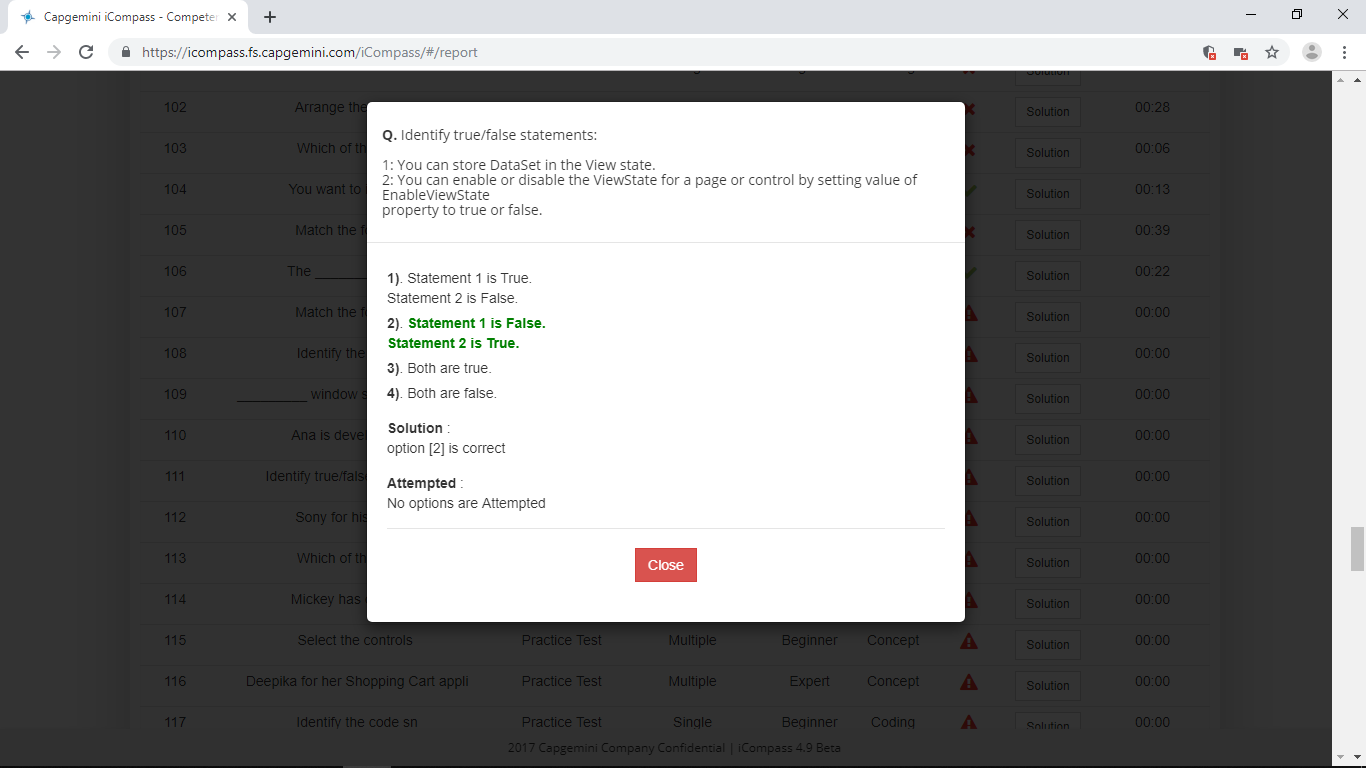 Capgemini iCompass - Competen
https://icompass.fs.capgemini.com/iCompass/#/report
Solution
102 Arrange the Solution 00:28
103 Which of th Solution 00:06
104 You want to Solution 00:13
105 Match the f Solution 00:39
106 The ________ Solution 00:22
107 Match the f Solution 00:00
108 Identify the Solution 00:00
109 _________ window s Solution 00:00
110 Ana is devel Solution 00:00
111 Identify true/false Solution 00:00
112 Sony for his Solution 00:00
113 Which of th Solution 00:00
114 Mickey has Solution 00:00
115 Select the controls Practice Test Multiple Beginner Concept Solution 00:00
116 Deepika for her Shopping Cart appli Practice Test Multiple Expert Concept Solution 00:00
117 Identify the code sn Practice Test Single Beginner Coding Solution 00:00
2017 Capgemini Company Confidential | iCompass 4.9 Beta
Q. Identify true/false statements:
1: You can store DataSet in the View state.
2: You can enable or disable the ViewState for a page or control by setting value of
EnableViewState
property to true or false.
1). Statement 1 is True.
Statement 2 is False.
2). Statement 1 is False.
Statement 2 is True.
3). Both are true.
4). Both are false.
Solution :
option [2] is correct
Attempted :
No options are Attempted
Close